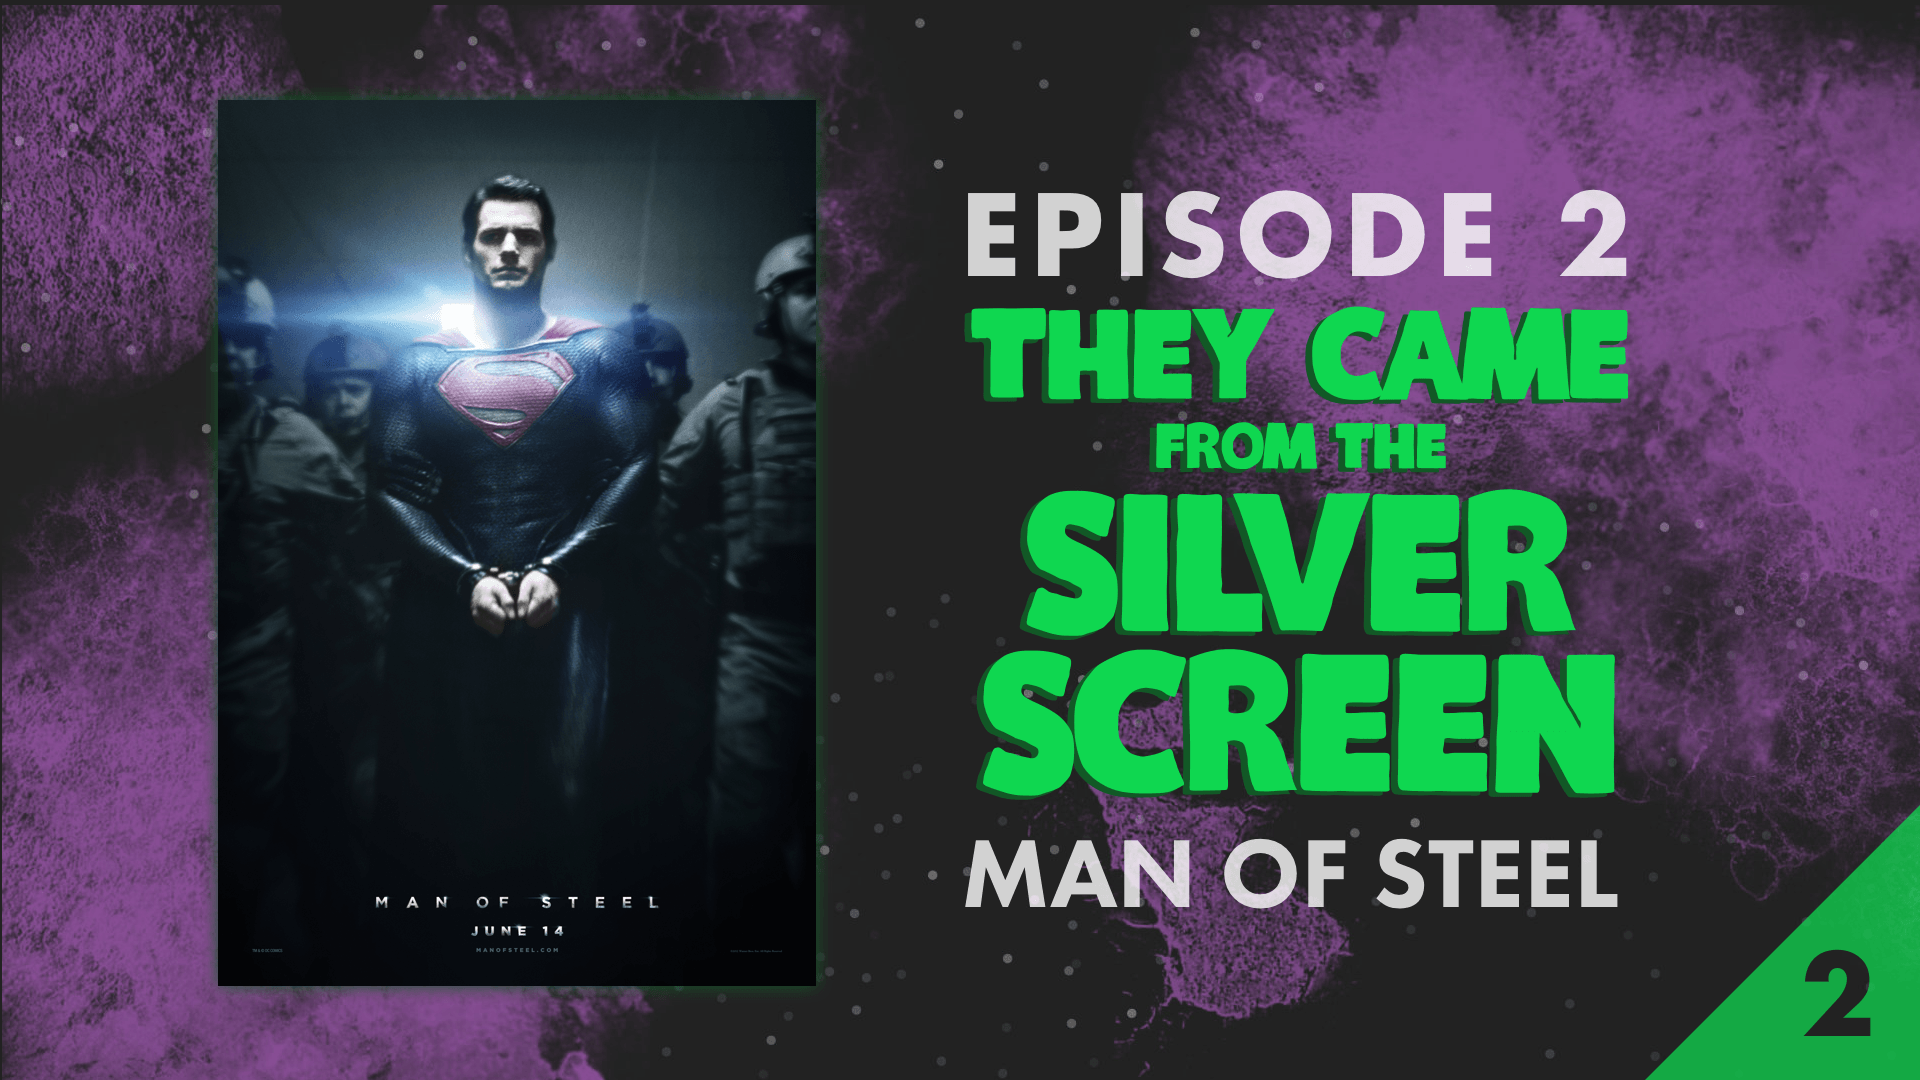 EPISODE 2
THEY CAME
FROM THE
SILVER
SCREEN
MAN OF STEEL
MAN OF STEEL
JUNE 14
MANOFSTEEL.COM
2